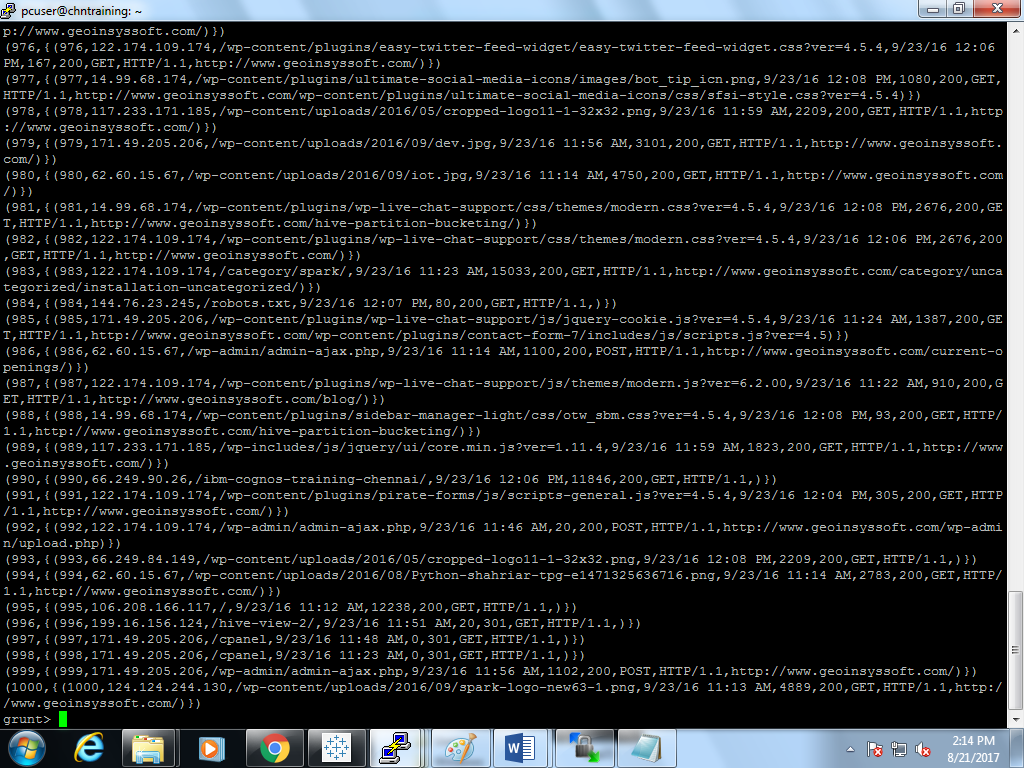 pcuser@chntraining: ~
p://www.geoinsyssoft.com/)})
(976,{(976,122.174.109.174,/wp-content/plugins/easy-twitter-feed-widget/easy-twitter-feed-widget.css?ver=4.5.4,9/23/16 12:06
PM,167,200,GET,HTTP/1.1,http://www.geoinsyssoft.com/)})
(977,{(977,14.99.68.174,/wp-content/plugins/ultimate-social-media-icons/images/bot_tip_icn.png,9/23/16 12:08 PM,1080,200,GET,
HTTP/1.1,http://www.geoinsyssoft.com/wp-content/plugins/ultimate-social-media-icons/css/sfsi-style.css?ver=4.5.4)})
(978,{(978,117.233.171.185,/wp-content/uploads/2016/05/cropped-logo11-1-32x32.png,9/23/16 11:59 AM,2209,200,GET,HTTP/1.1,http
://www.geoinsyssoft.com/)})
(979,{(979,171.49.205.206,/wp-content/uploads/2016/09/dev.jpg,9/23/16 11:56 AM,3101,200,GET,HTTP/1.1,http://www.geoinsyssoft.
com/)})
(980,{(980,62.60.15.67,/wp-content/uploads/2016/09/iot.jpg,9/23/16 11:14 AM,4750,200,GET,HTTP/1.1,http://www.geoinsyssoft.com
/)})
(981,{(981,14.99.68.174,/wp-content/plugins/wp-live-chat-support/css/themes/modern.css?ver=4.5.4,9/23/16 12:08 PM,2676,200,GE
T,HTTP/1.1,http://www.geoinsyssoft.com/hive-partition-bucketing/)})
(982,{(982,122.174.109.174,/wp-content/plugins/wp-live-chat-support/css/themes/modern.css?ver=4.5.4,9/23/16 12:06 PM,2676,200
,GET,HTTP/1.1,http://www.geoinsyssoft.com/)})
(983,{(983,122.174.109.174,/category/spark/,9/23/16 11:23 AM,15033,200,GET,HTTP/1.1,http://www.geoinsyssoft.com/category/unca
tegorized/installation-uncategorized/)})
(984,{(984,144.76.23.245,/robots.txt,9/23/16 12:07 PM,80,200,GET,HTTP/1.1,)})
(985,{(985,171.49.205.206,/wp-content/plugins/wp-live-chat-support/js/jquery-cookie.js?ver=4.5.4,9/23/16 11:24 AM,1387,200,GE
T,HTTP/1.1,http://www.geoinsyssoft.com/wp-content/plugins/contact-form-7/includes/js/scripts.js?ver=4.5)})
(986,{(986,62.60.15.67,/wp-admin/admin-ajax.php,9/23/16 11:14 AM,1100,200,POST,HTTP/1.1,http://www.geoinsyssoft.com/current-o
penings/)})
(987,{(987,122.174.109.174,/wp-content/plugins/wp-live-chat-support/js/themes/modern.js?ver=6.2.00,9/23/16 11:22 AM,910,200,G
ET,HTTP/1.1,http://www.geoinsyssoft.com/blog/)})
(988,{(988,14.99.68.174,/wp-content/plugins/sidebar-manager-light/css/otw_sbm.css?ver=4.5.4,9/23/16 12:08 PM,93,200,GET,HTTP/
1.1,http://www.geoinsyssoft.com/hive-partition-bucketing/)})
(989,{(989,117.233.171.185,/wp-includes/js/jquery/ui/core.min.js?ver=1.11.4,9/23/16 11:59 AM,1823,200,GET,HTTP/1.1,http://www
.geoinsyssoft.com/)})
(990,{(990,66.249.90.26,/ibm-cognos-training-chennai/,9/23/16 12:06 PM,11846,200,GET,HTTP/1.1,)})
(991,{(991,122.174.109.174,/wp-content/plugins/pirate-forms/js/scripts-general.js?ver=4.5.4,9/23/16 12:04 PM,305,200,GET,HTTP
/1.1,http://www.geoinsyssoft.com/)})
(992,{(992,122.174.109.174,/wp-admin/admin-ajax.php,9/23/16 11:46 AM,20,200,POST,HTTP/1.1,http://www.geoinsyssoft.com/wp-admi
n/upload.php)})
(993,{(993,66.249.84.149,/wp-content/uploads/2016/05/cropped-logo11-1-32x32.png,9/23/16 12:08 PM,2209,200,GET,HTTP/1.1,)})
(994,{(994,62.60.15.67,/wp-content/uploads/2016/08/Python-shahriar-tpg-e1471325636716.png,9/23/16 11:14 AM,2783,200,GET,HTTP/
1.1,http://www.geoinsyssoft.com/)})
(995,{(995,106.208.166.117,/,9/23/16 11:12 AM,12238,200,GET,HTTP/1.1,)})
(996,{(996,199.16.156.124,/hive-view-2/,9/23/16 11:51 AM,20,301,GET,HTTP/1.1,)})
(997,{(997,171.49.205.206,/cpanel,9/23/16 11:48 AM,0,301,GET,HTTP/1.1,)})
(998,{(998,171.49.205.206,/cpanel,9/23/16 11:23 AM,0,301,GET,HTTP/1.1,)})
(999,{(999,171.49.205.206,/wp-admin/admin-ajax.php,9/23/16 11:56 AM,1102,200,POST,HTTP/1.1,http://www.geoinsyssoft.com/)})
(1000,{(1000,124.124.244.130,/wp-content/uploads/2016/09/spark-logo-new63-1.png,9/23/16 11:13 AM,4889,200,GET,HTTP/1.1,http:/
/www.geoinsyssoft.com/)})
grunt>
2:14 PM
8/21/2017